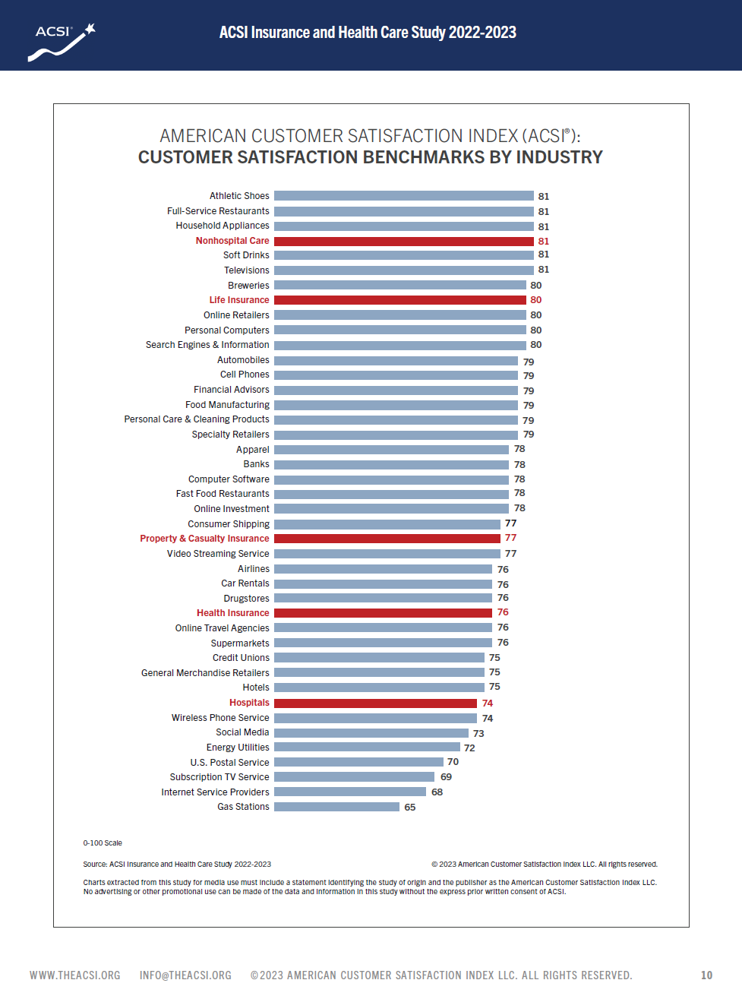 ACSI®
ACSI Insurance and Health Care Study 2022-2023
AMERICAN CUSTOMER SATISFACTION INDEX (ACSI®):
CUSTOMER SATISFACTION BENCHMARKS BY INDUSTRY
Athletic Shoes 81
Full-Service Restaurants 81
Household Appliances 81
Nonhospital Care 81
Soft Drinks 81
Televisions 81
Breweries 80
Life Insurance 80
Online Retailers 80
Personal Computers 80
Search Engines & Information 80
Automobiles 79
Cell Phones 79
Financial Advisors 79
Food Manufacturing 79
Personal Care & Cleaning Products 79
Specialty Retailers 79
Apparel 78
Banks 78
Computer Software 78
Fast Food Restaurants 78
Online Investment 78
Consumer Shipping 77
Property & Casualty Insurance 77
Video Streaming Service 77
Airlines 76
Car Rentals 76
Drugstores 76
Health Insurance 76
Online Travel Agencies 76
Supermarkets 76
Credit Unions 75
General Merchandise Retailers 75
Hotels 75
Hospitals 74
Wireless Phone Service 74
Social Media 73
Energy Utilities 72
U.S. Postal Service 70
Subscription TV Service 69
Internet Service Providers 68
Gas Stations 65
0-100 Scale
Source: ACSI Insurance and Health Care Study 2022-2023 © 2023 American Customer Satisfaction Index LLC. All rights reserved.
Charts extracted from this study for media use must include a statement identifying the study of origin and the publisher as the American Customer Satisfaction Index LLC.
No advertising or other promotional use can be made of the data and information in this study without the express prior written consent of ACSI.
WWW.THEACSI.ORG INFO@THEACSI.ORG ©2023 AMERICAN CUSTOMER SATISFACTION INDEX LLC. ALL RIGHTS RESERVED. 10